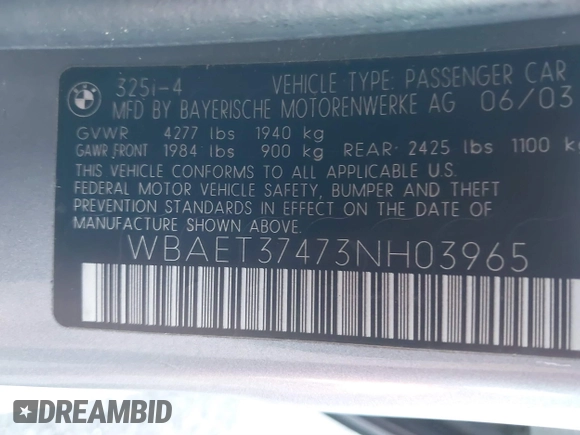 325i-4 VEHICLE TYPE: PASSENGER CAR
MFD BY BAYERISCHE MOTORENWERKE AG 06/03
GVWR 4277 lbs 1940 kg
GAWR FRONT 1984 lbs 900 kg REAR: 2425 lbs 1100 kg
THIS VEHICLE CONFORMS TO ALL APPLICABLE U.S.
FEDERAL MOTOR VEHICLE SAFETY, BUMPER AND THEFT
PREVENTION STANDARDS IN EFFECT ON THE DATE OF
MANUFACTURE SHOWN ABOVE.
WBAET37473NH03965
DREAMBID